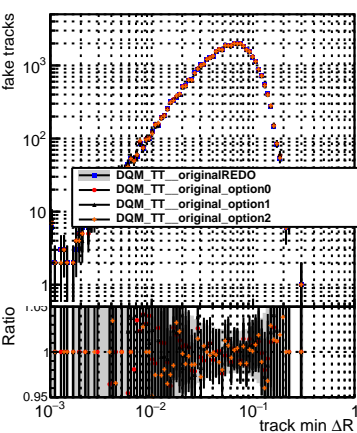 fake tracks
10³
10²
10
1
DQM_TT__originalREDO
DQM_TT__original_option0
DQM_TT__original_option1
DQM_TT__original_option2
Ratio
1.05
1
0.95
10⁻³ 10⁻² 10⁻¹ 1
track min ΔR